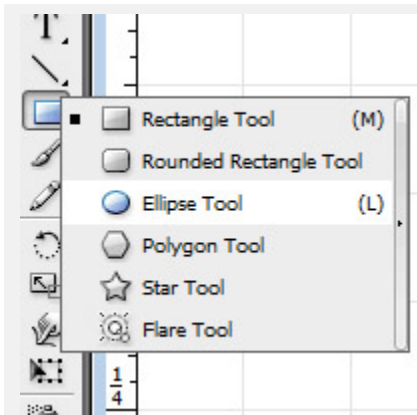 T
Rectangle Tool (M)
Rounded Rectangle Tool
Ellipse Tool (L)
Polygon Tool
Star Tool
Flare Tool
1
4